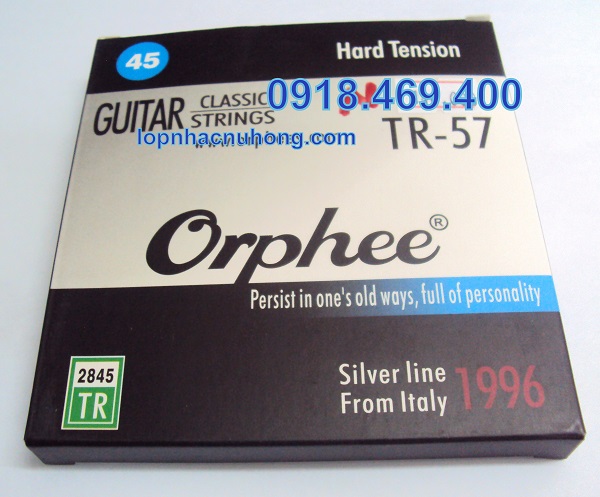 45
Hard Tension
GUITAR CLASSIC STRINGS
0918.469.400
lopnhacnuhong.com
TR-57
Orphee®
Persist in one's old ways, full of personality
2845
TR
Silver line
From Italy
1996